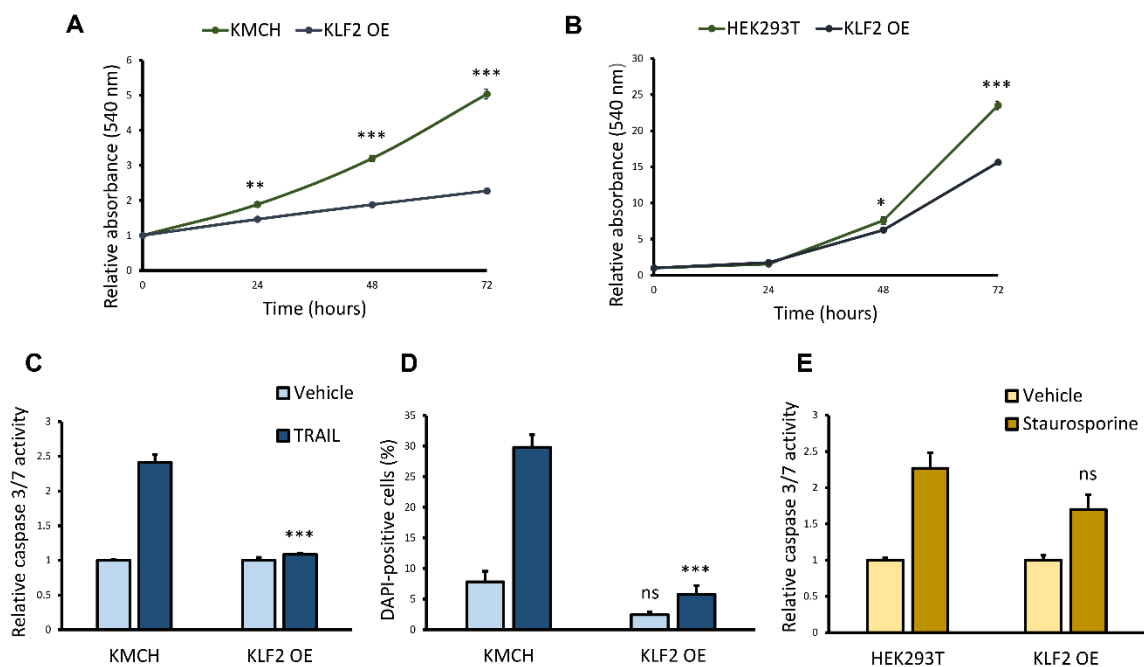 A
KMCH
KLF2 OE
Relative absorbance (540 nm)
6
5
4
3
2
1
0
**
***
***
0
24
48
72
Time (hours)
B
HEK293T
KLF2 OE
Relative absorbance (540 nm)
30
25
20
15
10
5
0
*
***
0
24
48
72
Time (hours)
C
Vehicle
TRAIL
Relative caspase 3/7 activity
2.5
2
1.5
1
0.5
0
***
KMCH
KLF2 OE
D
DAPI-positive cells (%)
35
30
25
20
15
10
5
0
ns
***
KMCH
KLF2 OE
E
Vehicle
Staurosporine
Relative caspase 3/7 activity
3
2.5
2
1.5
1
0.5
0
ns
HEK293T
KLF2 OE